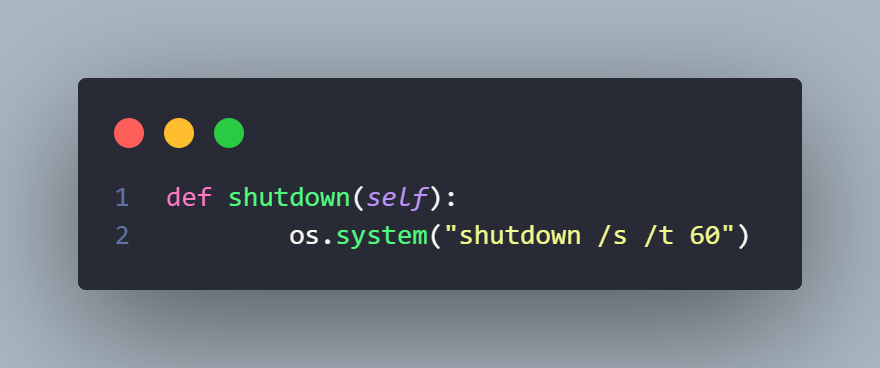 1 def shutdown(self):
2 os.system("shutdown /s /t 60")